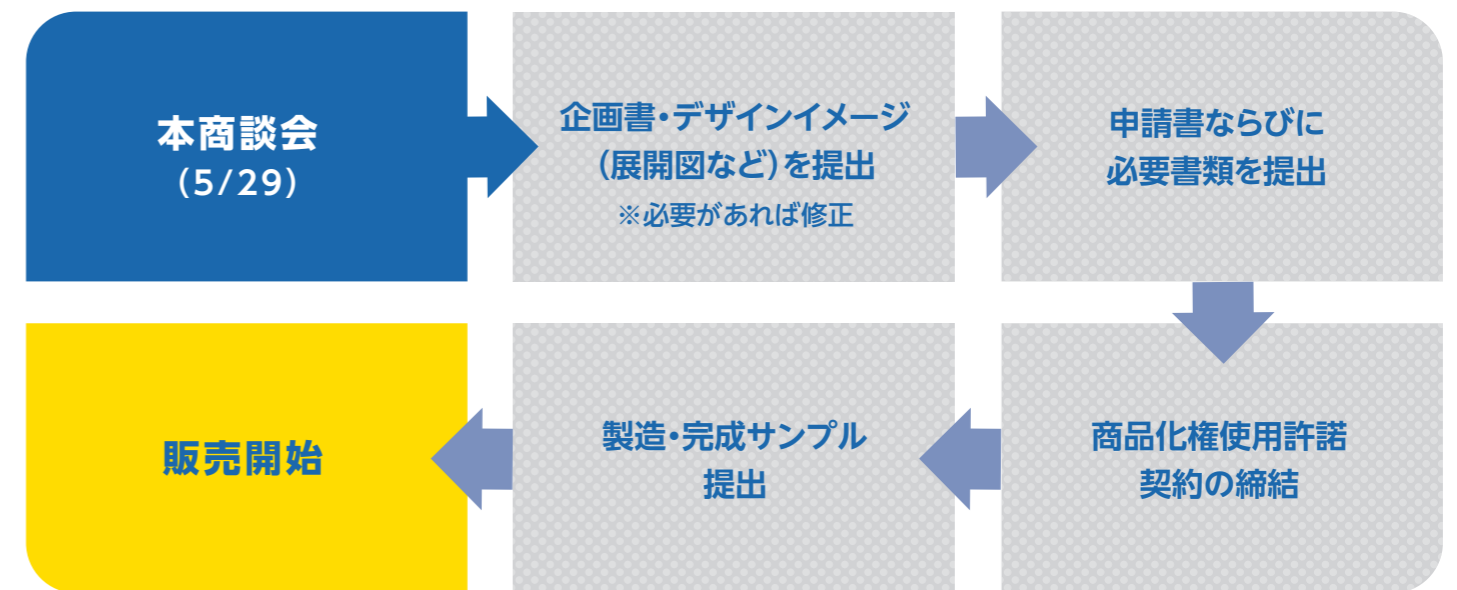 本商談会
(5/29)
企画書・デザインイメージ
(展開図など)を提出
※必要があれば修正
申請書ならびに
必要書類を提出
商品化権使用許諾
契約の締結
製造・完成サンプル
提出
販売開始